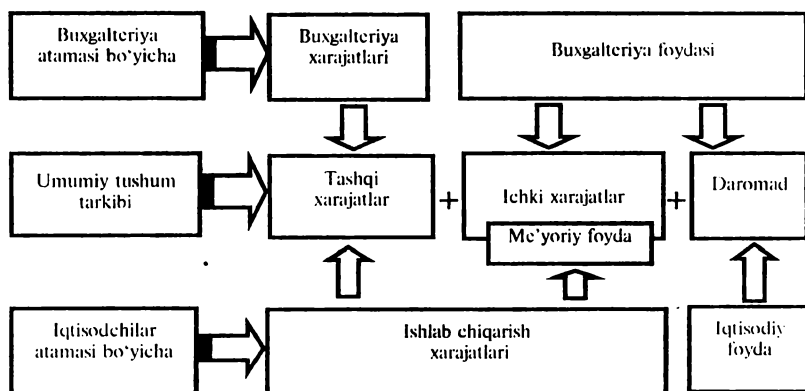 Buxgalteriya
atamasi bo‘yicha
Buxgalteriya
xarajatlari
Buxgalteriya foydasi
Umumiy tushum
tarkibi
Tashqi
xarajatlar
+
Ichki xarajatlar
Me’yoriy foyda
+
Daromad
Iqtisodchilar
atamasi bo‘yicha
Ishlab chiqarish
xarajatlari
Iqtisodiy
foyda